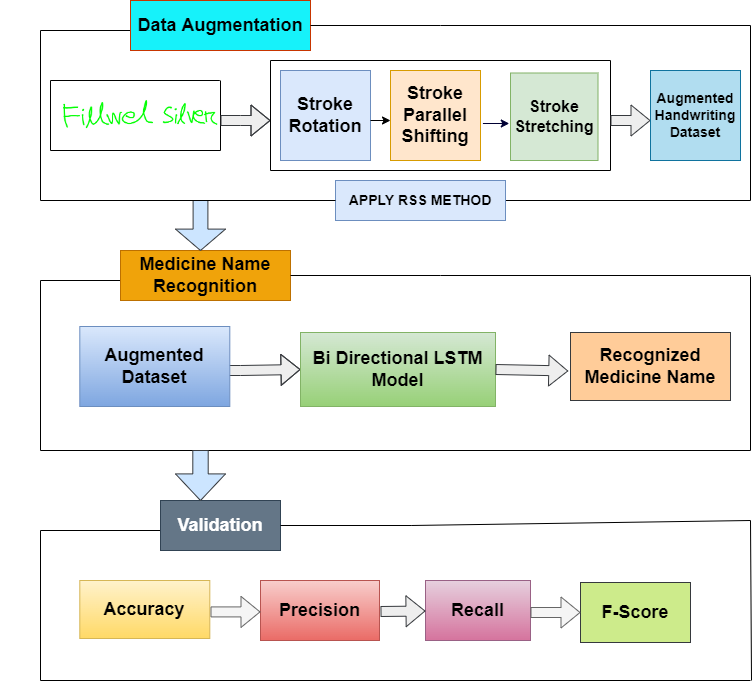 Data Augmentation
Fillwel Silver
Stroke
Rotation
Stroke
Parallel
Shifting
Stroke
Stretching
Augmented
Handwriting
Dataset
APPLY RSS METHOD
Medicine Name
Recognition
Augmented
Dataset
Bi Directional LSTM
Model
Recognized
Medicine Name
Validation
Accuracy
Precision
Recall
F-Score